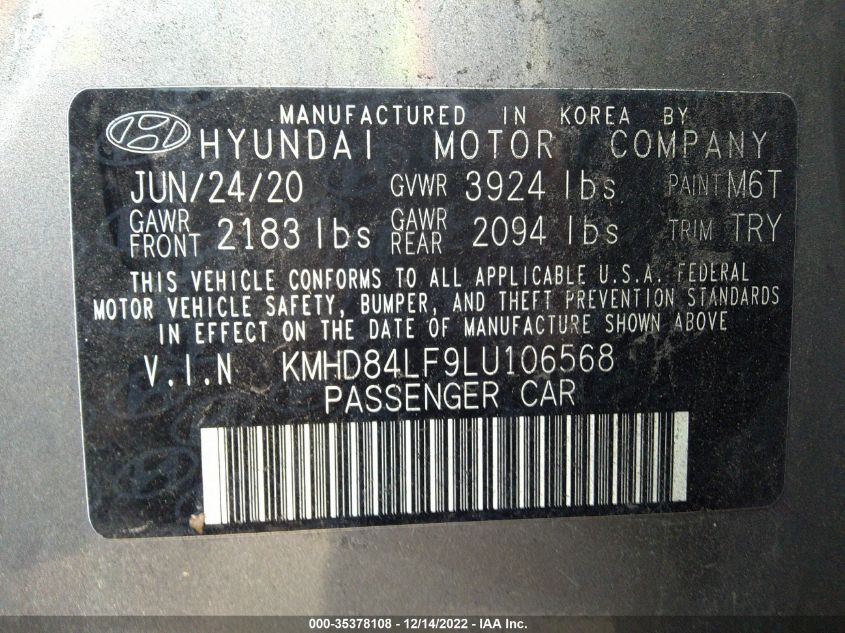 MANUFACTURED IN KOREA BY
HYUNDAI MOTOR COMPANY
JUN/24/20 GVWR 3924 lbs PAINT M6T
GAWR FRONT 2183 lbs GAWR REAR 2094 lbs TRIM TRY
THIS VEHICLE CONFORMS TO ALL APPLICABLE U.S.A. FEDERAL
MOTOR VEHICLE SAFETY, BUMPER, AND THEFT PREVENTION STANDARDS
IN EFFECT ON THE DATE OF MANUFACTURE SHOWN ABOVE
V.I.N KMHD84LF9LU106568
PASSENGER CAR
000-35378108 - 12/14/2022 - IAA Inc.